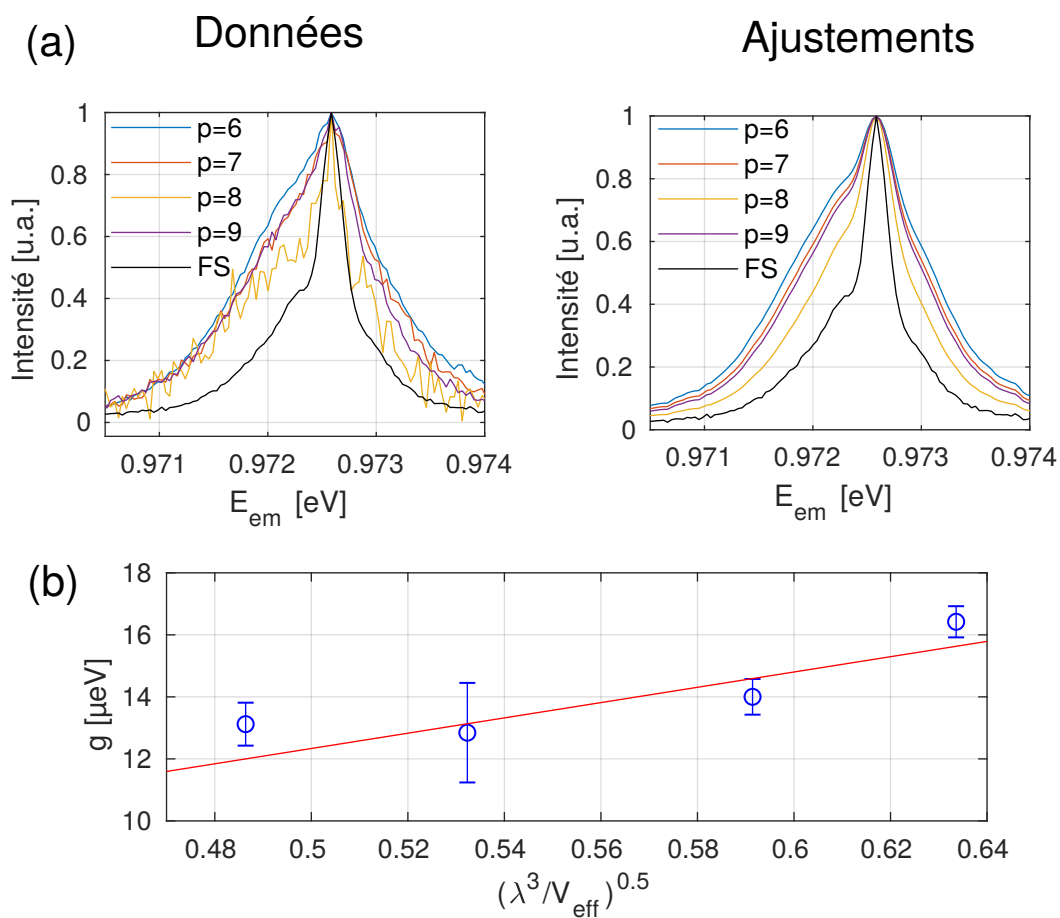 (a)
Données
Ajustements
Intensité [u.a.]
1
0.8
0.6
0.4
0.2
0
p=6
p=7
p=8
p=9
FS
0.971
0.972
0.973
0.974
E_em [eV]
Intensité [u.a.]
1
0.8
0.6
0.4
0.2
0
p=6
p=7
p=8
p=9
FS
0.971
0.972
0.973
0.974
E_em [eV]
(b)
g [μeV]
18
16
14
12
10
0.48
0.5
0.52
0.54
0.56
0.58
0.6
0.62
0.64
(λ^3/V_eff)^0.5